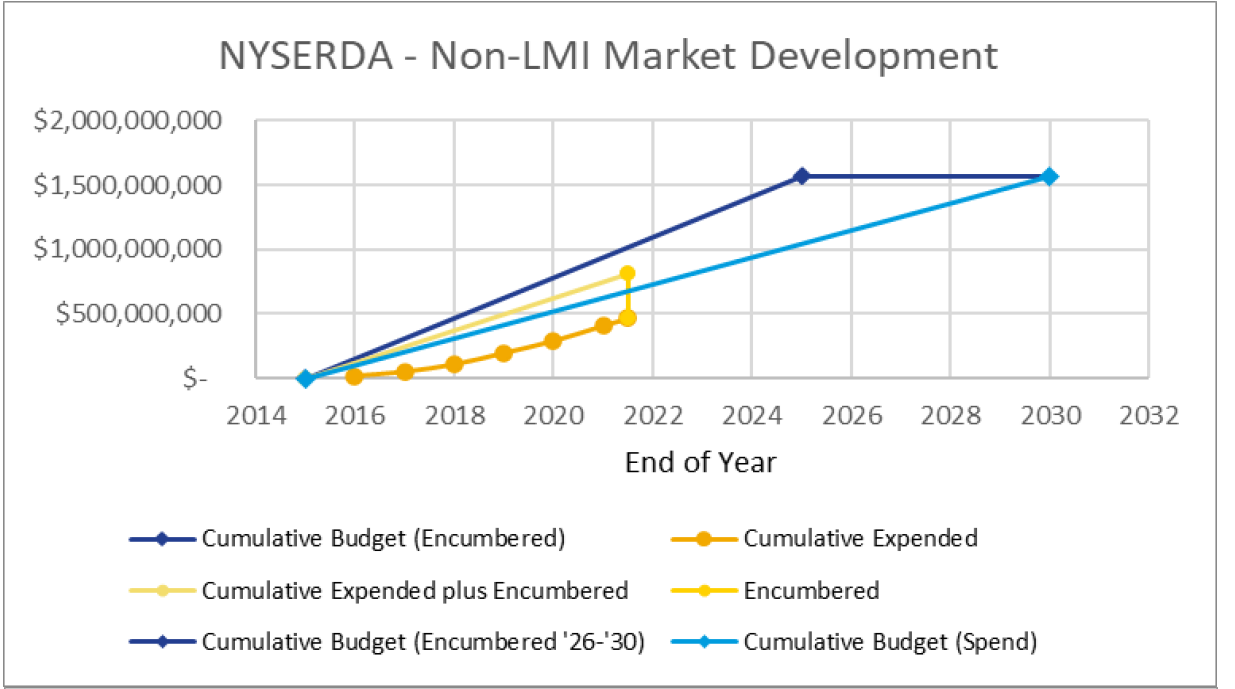 NYSERDA - Non-LMI Market Development
$2,000,000,000
$1,500,000,000
$1,000,000,000
$500,000,000
$-
2014 2016 2018 2020 2022 2024 2026 2028 2030 2032
End of Year
Cumulative Budget (Encumbered) Cumulative Expended
Cumulative Expended plus Encumbered Encumbered
Cumulative Budget (Encumbered '26-'30) Cumulative Budget (Spend)